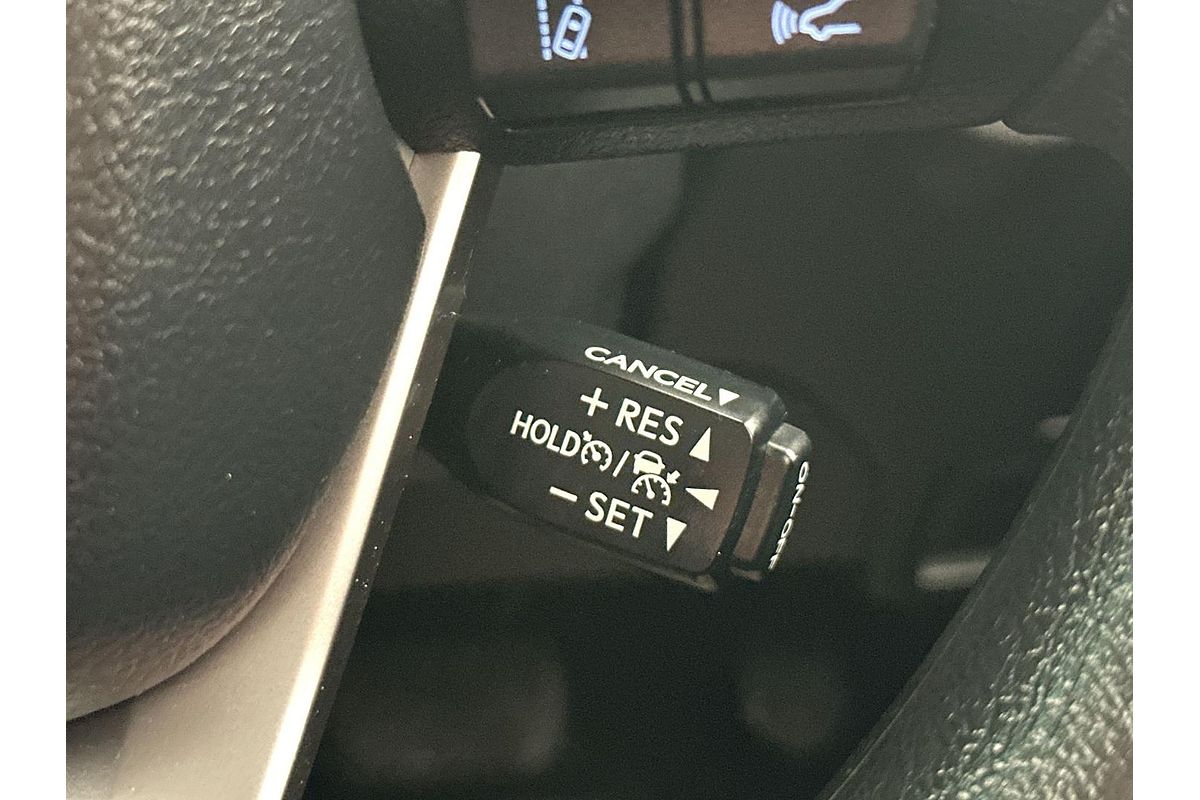 CANCEL▼
+ RES ▲
HOLD / ◀
− SET ▼
ON-OFF